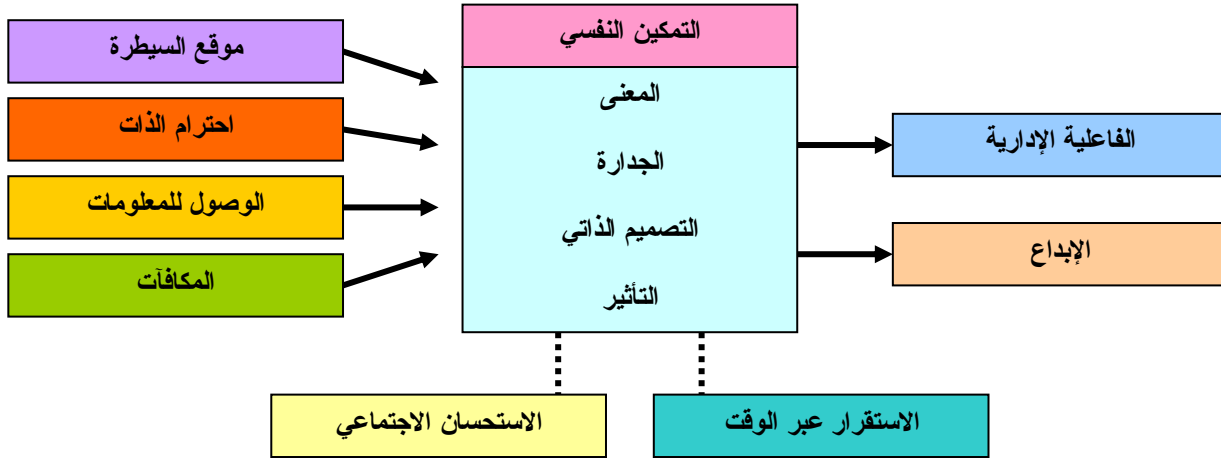 التمكين النفسي
موقع السيطرة
احترام الذات
الوصول للمعلومات
المكافآت
المعنى
الجدارة
التصميم الذاتي
التأثير
الفاعلية الإدارية
الإبداع
الاستقرار عبر الوقت
الاستحسان الاجتماعي